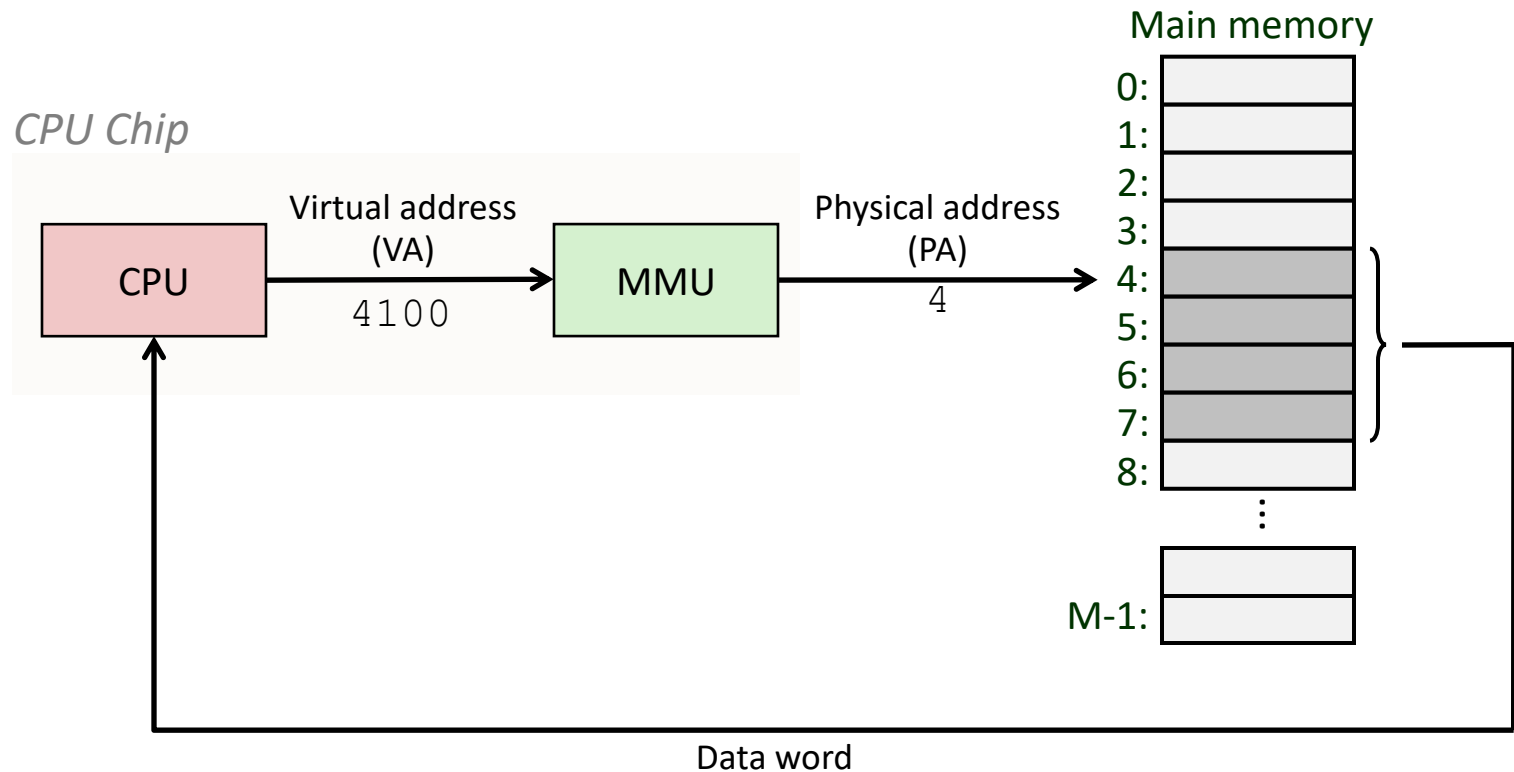 Main memory
CPU Chip
0:
1:
2:
3:
4:
5:
6:
7:
8:
⋮
M-1:
CPU
Virtual address
(VA)
4100
MMU
Physical address
(PA)
4
Data word